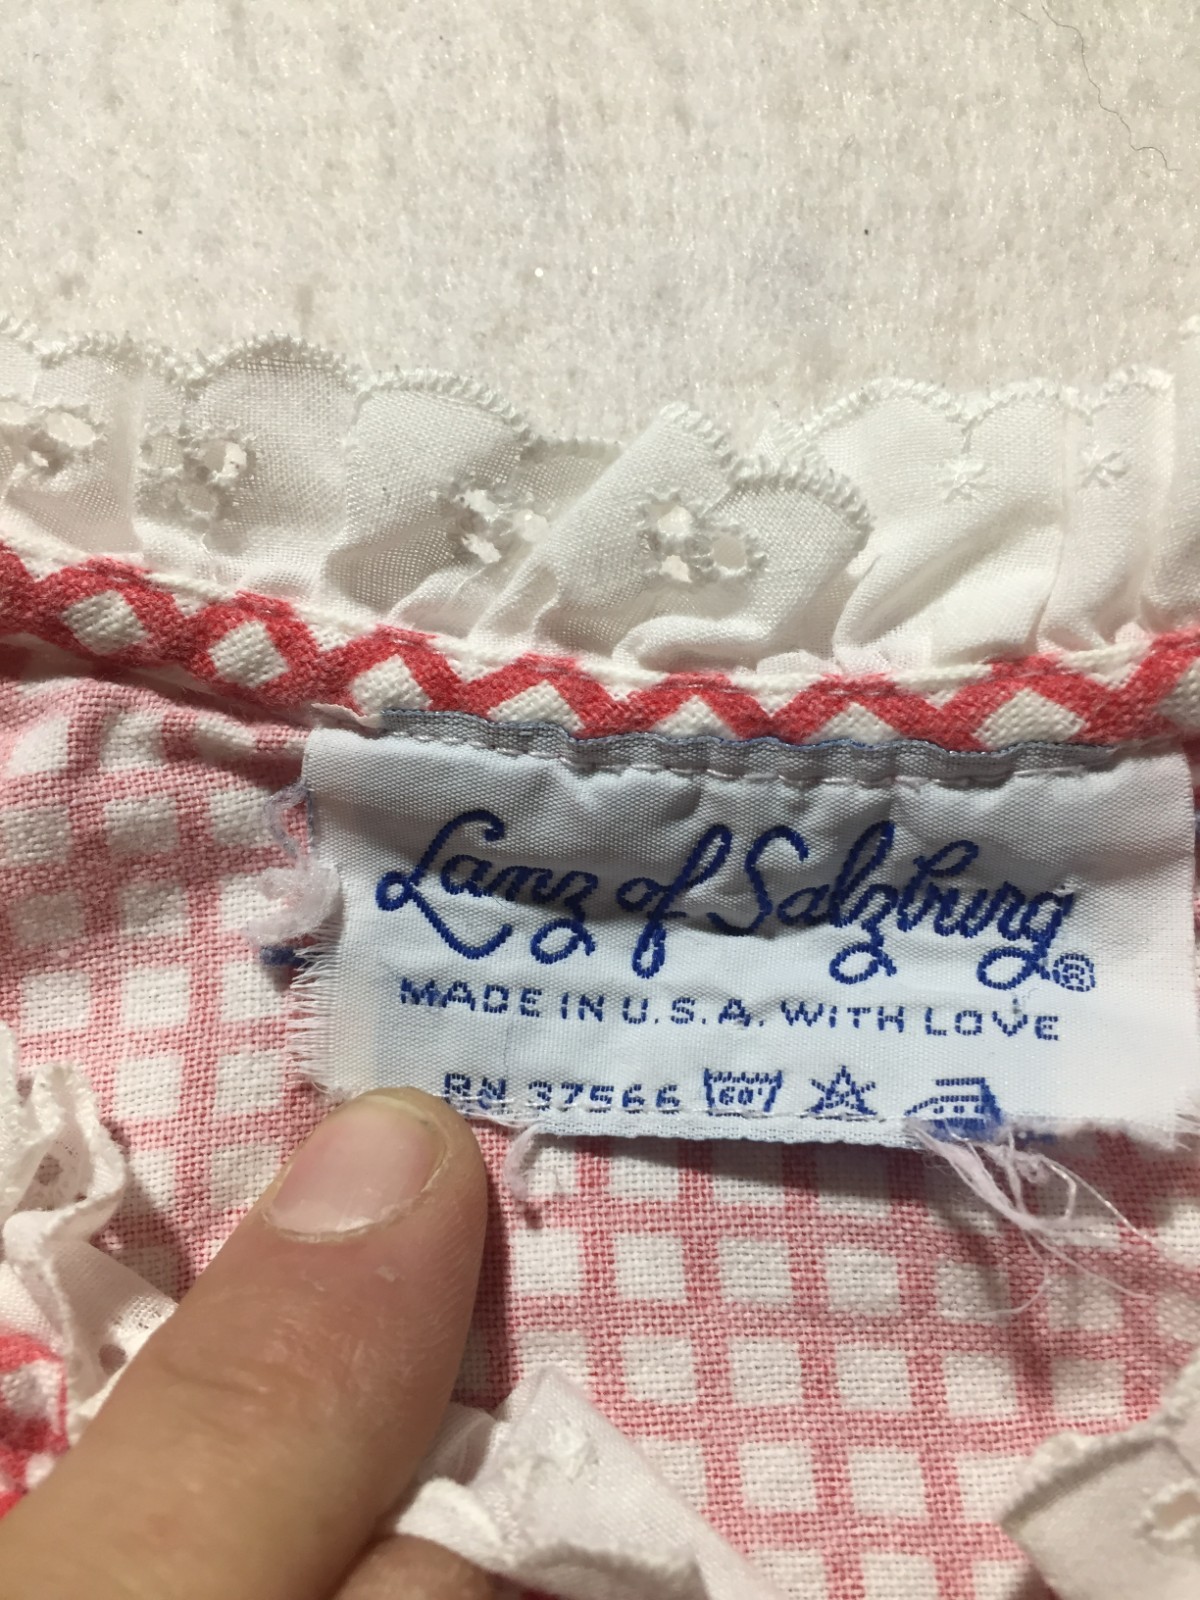 Lanz of Salzburg®
MADE IN U.S.A. WITH LOVE
RN 37566 60°